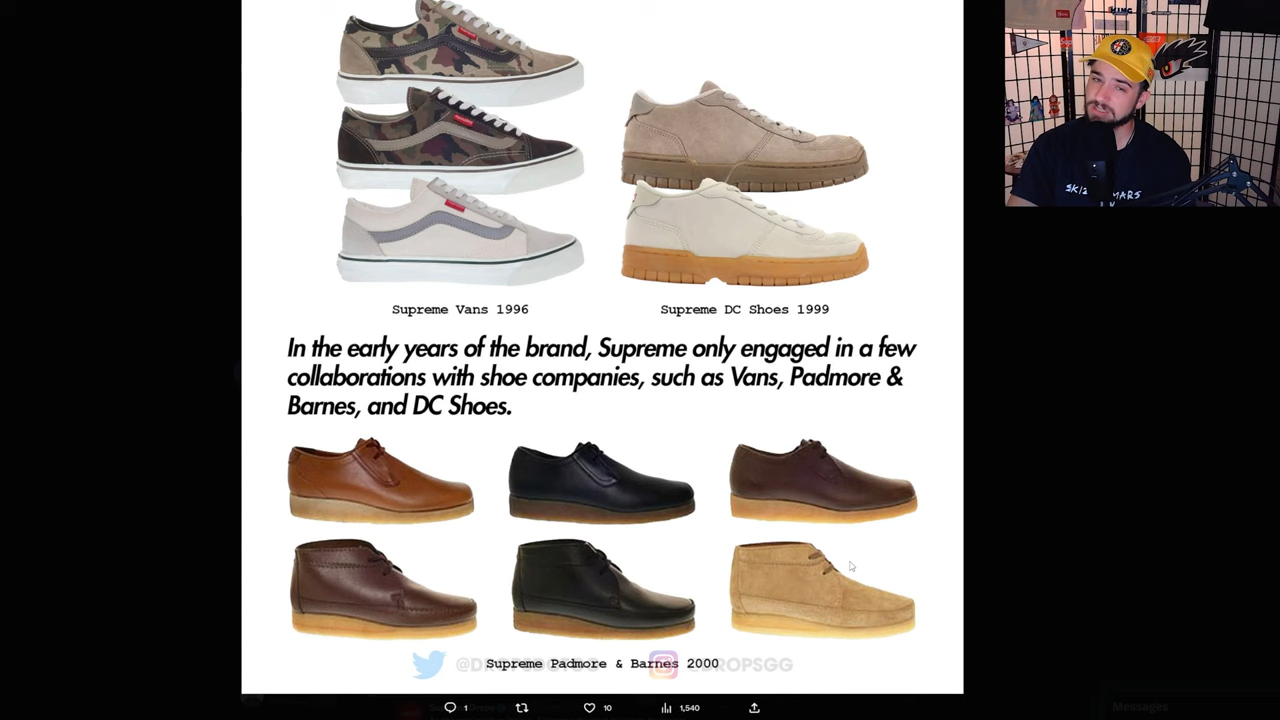 Supreme Vans 1996
Supreme DC Shoes 1999
In the early years of the brand, Supreme only engaged in a few
collaborations with shoe companies, such as Vans, Padmore &
Barnes, and DC Shoes.
Supreme Padmore & Barnes 2000
1
10
1,540
Messages